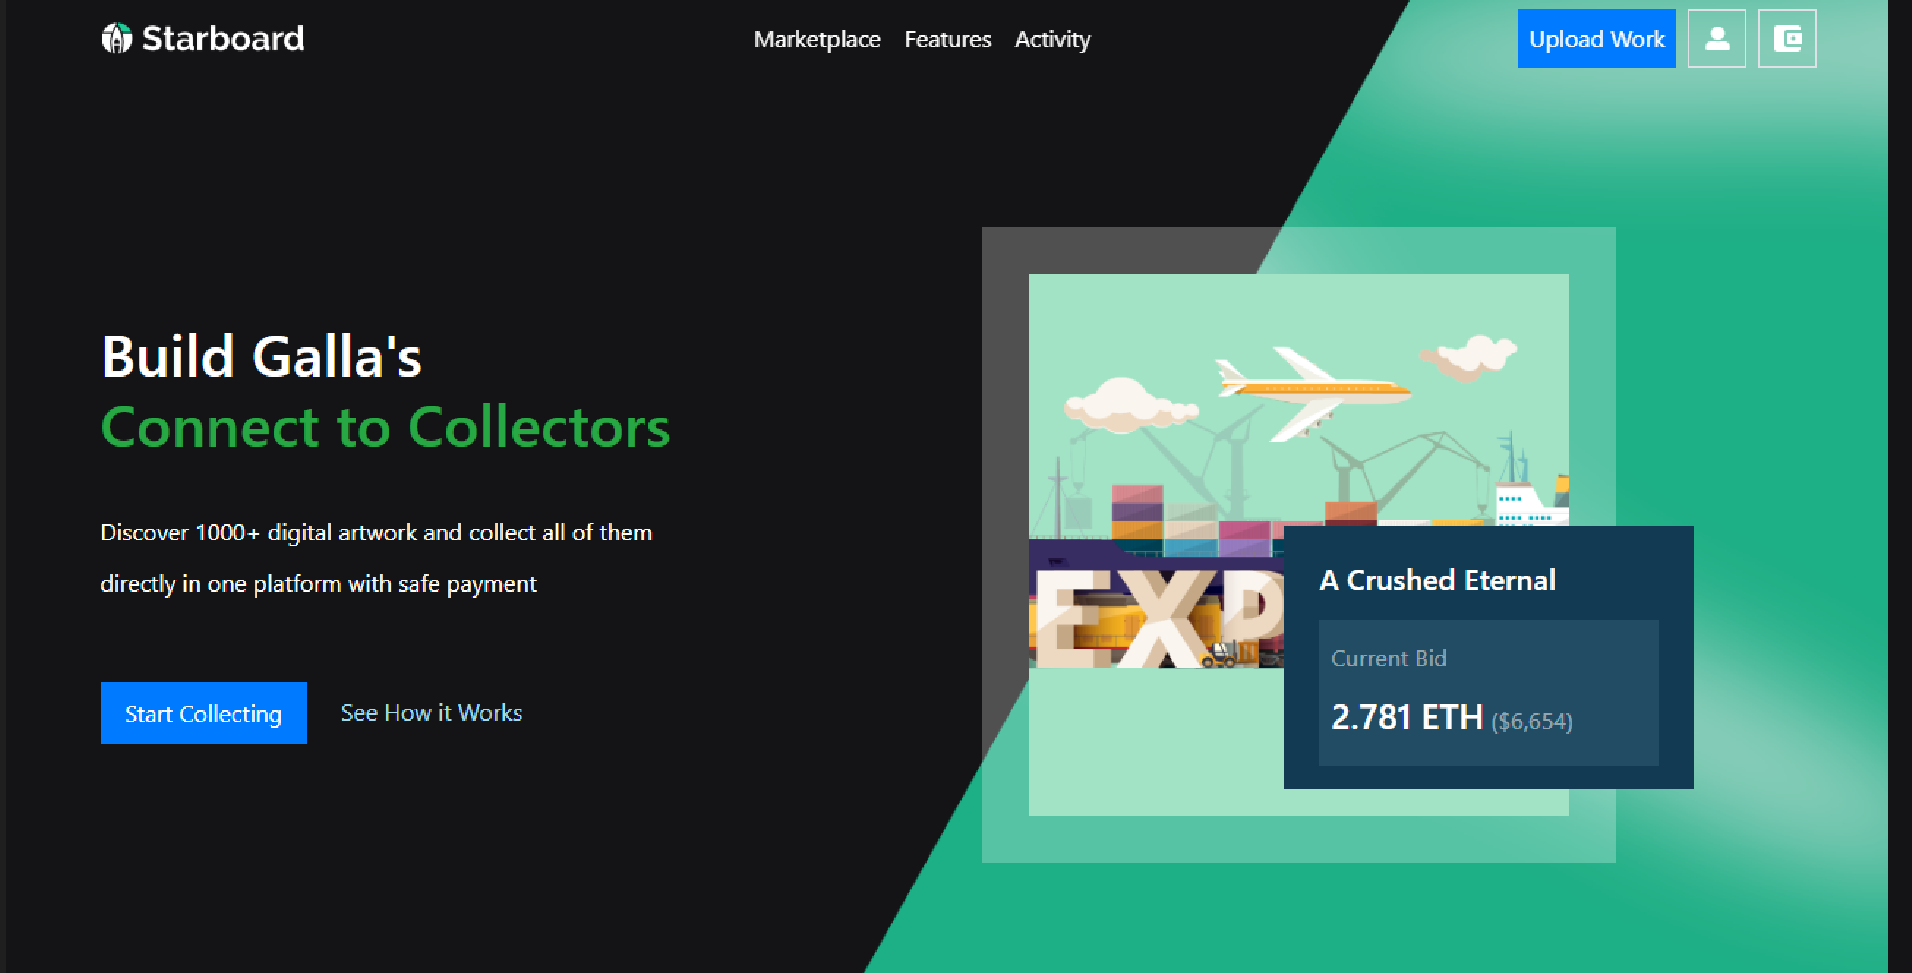 Starboard
Marketplace Features Activity
Upload Work
Build Galla's
Connect to Collectors
Discover 1000+ digital artwork and collect all of them
directly in one platform with safe payment
Start Collecting
See How it Works
EXP
A Crushed Eternal
Current Bid
2.781 ETH ($6,654)